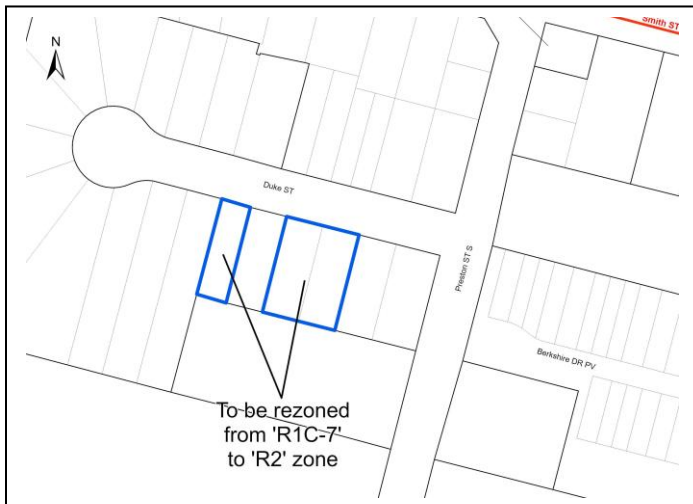 Smith ST
N
Duke ST
Preston ST S
Berkshire DR PV
To be rezoned
from 'R1C-7'
to 'R2' zone